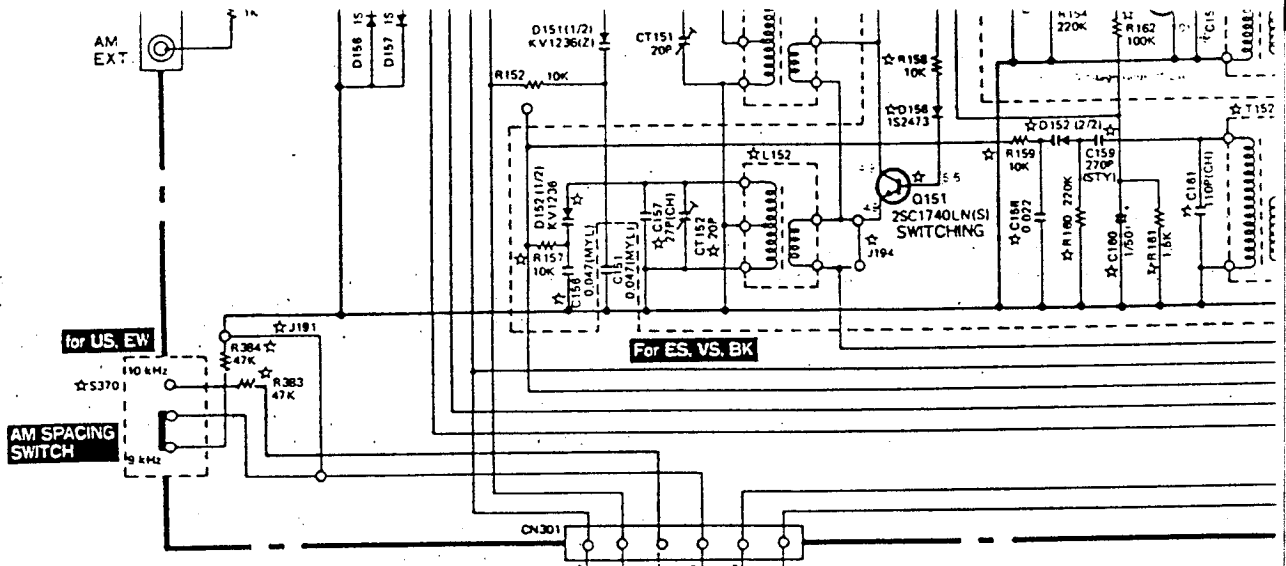 1K
AM
EXT.
D156
1S
D157
1S
D151(1/2)
KV1236(Z)
CT151
20P
R152
10K
☆R158
10K
☆D158
1S2473
R154
220K
☆
R162
100K
☆T152
☆D152 (2/2)
☆
R159
10K
☆
C159
270P
(STY)
☆L152
☆
Q151
2SC1740LN(S)
SWITCHING
☆
J194
D152 (1/2)
KV1236
☆
☆
R157
10K
☆
C156
0.047(MYL)
C151
0.047(MYL)
☆C157
27P(CH)
CT152
☆20P
0.022
☆R160
220K
☆C160
☆R161
1.5K
☆C161
110P(CH)
for US, EW
☆J191
R384☆
47K
☆
R383
47K
☆S370
10 kHz
9 kHz
AM SPACING
SWITCH
For ES, VS, BK
CN301